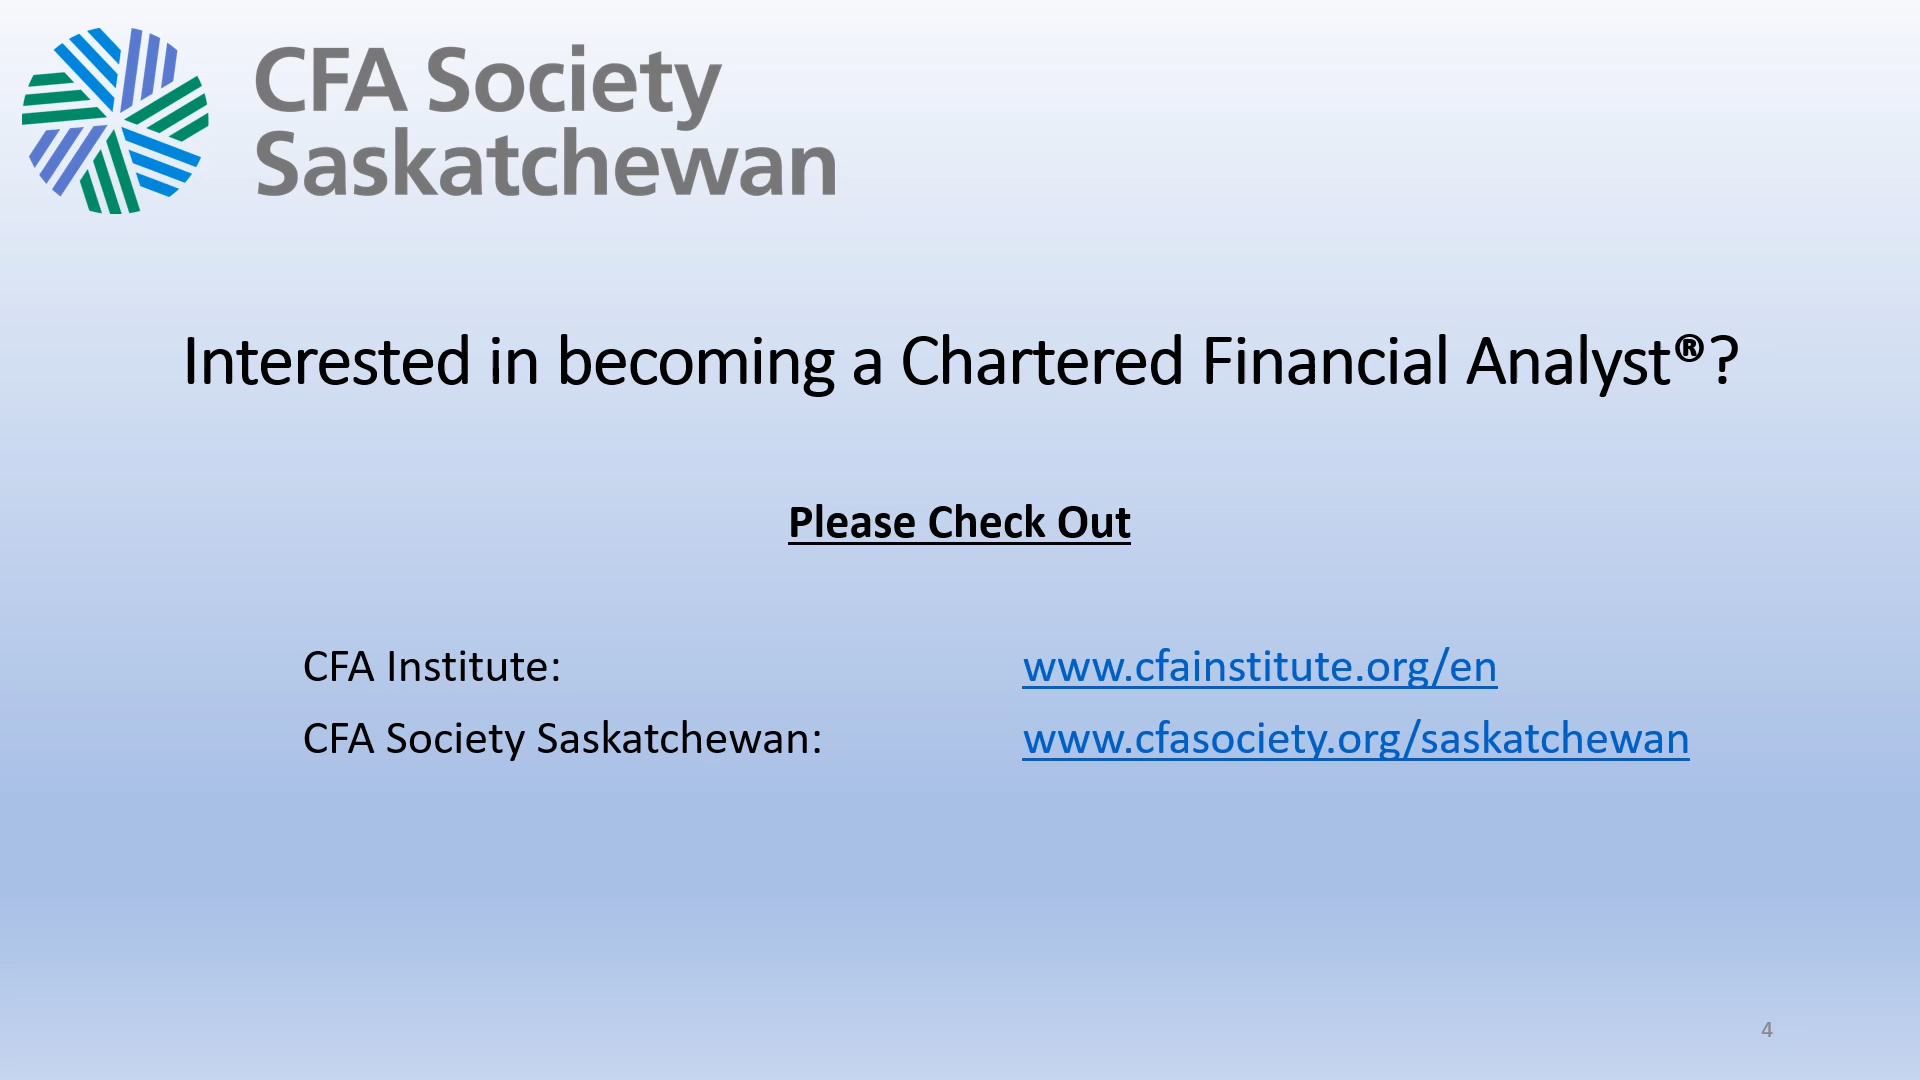 CFA Society
Saskatchewan
Interested in becoming a Chartered Financial Analyst®?
Please Check Out
CFA Institute: www.cfainstitute.org/en
CFA Society Saskatchewan: www.cfasociety.org/saskatchewan
4